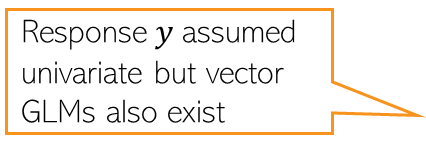 Response y assumed
univariate but vector
GLMs also exist